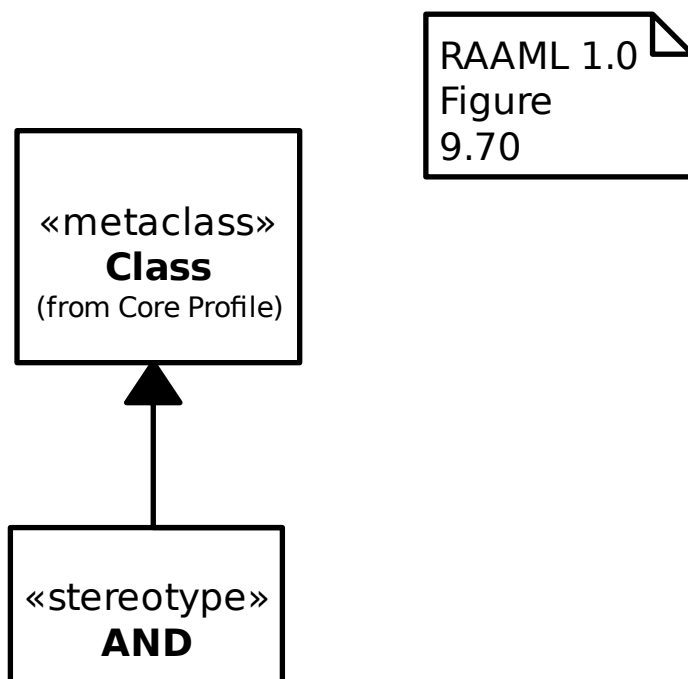 RAAML 1.0
Figure
9.70
«metaclass»
Class
(from Core Profile)
«stereotype»
AND